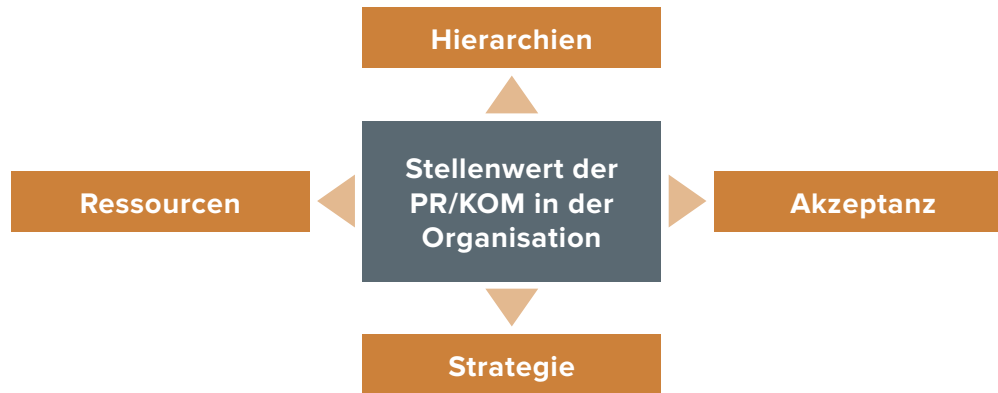 Hierarchien
Ressourcen
Stellenwert der
PR/KOM in der
Organisation
Akzeptanz
Strategie